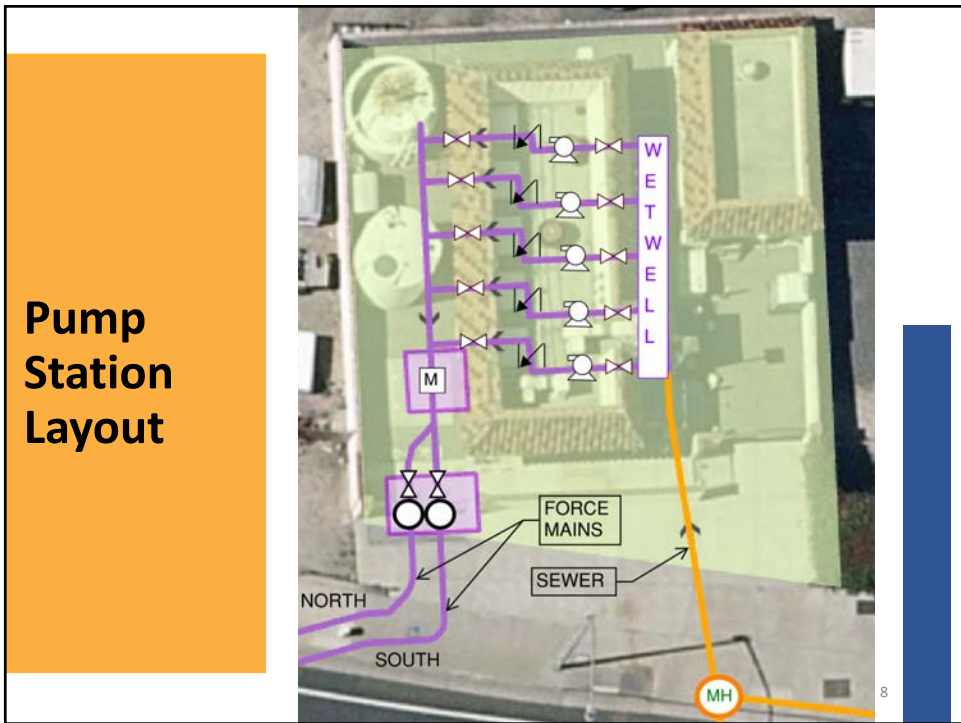 Pump
Station
Layout
W
E
T
W
E
L
L
M
FORCE
MAINS
SEWER
NORTH
SOUTH
MH
8